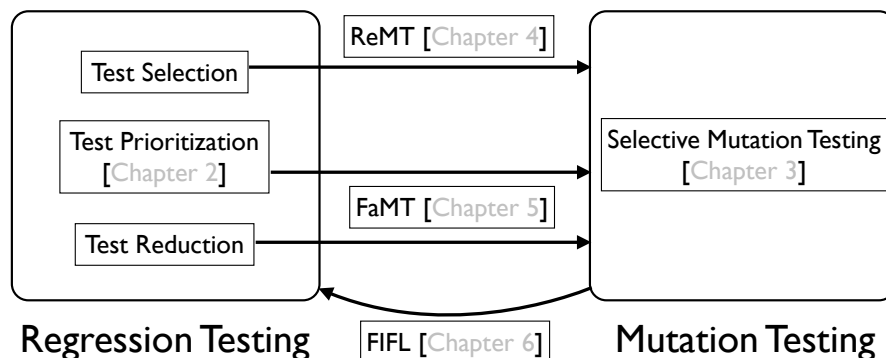 ReMT [Chapter 4]
Test Selection
Test Prioritization
[Chapter 2]
Selective Mutation Testing
[Chapter 3]
FaMT [Chapter 5]
Test Reduction
Regression Testing
FIFL [Chapter 6]
Mutation Testing